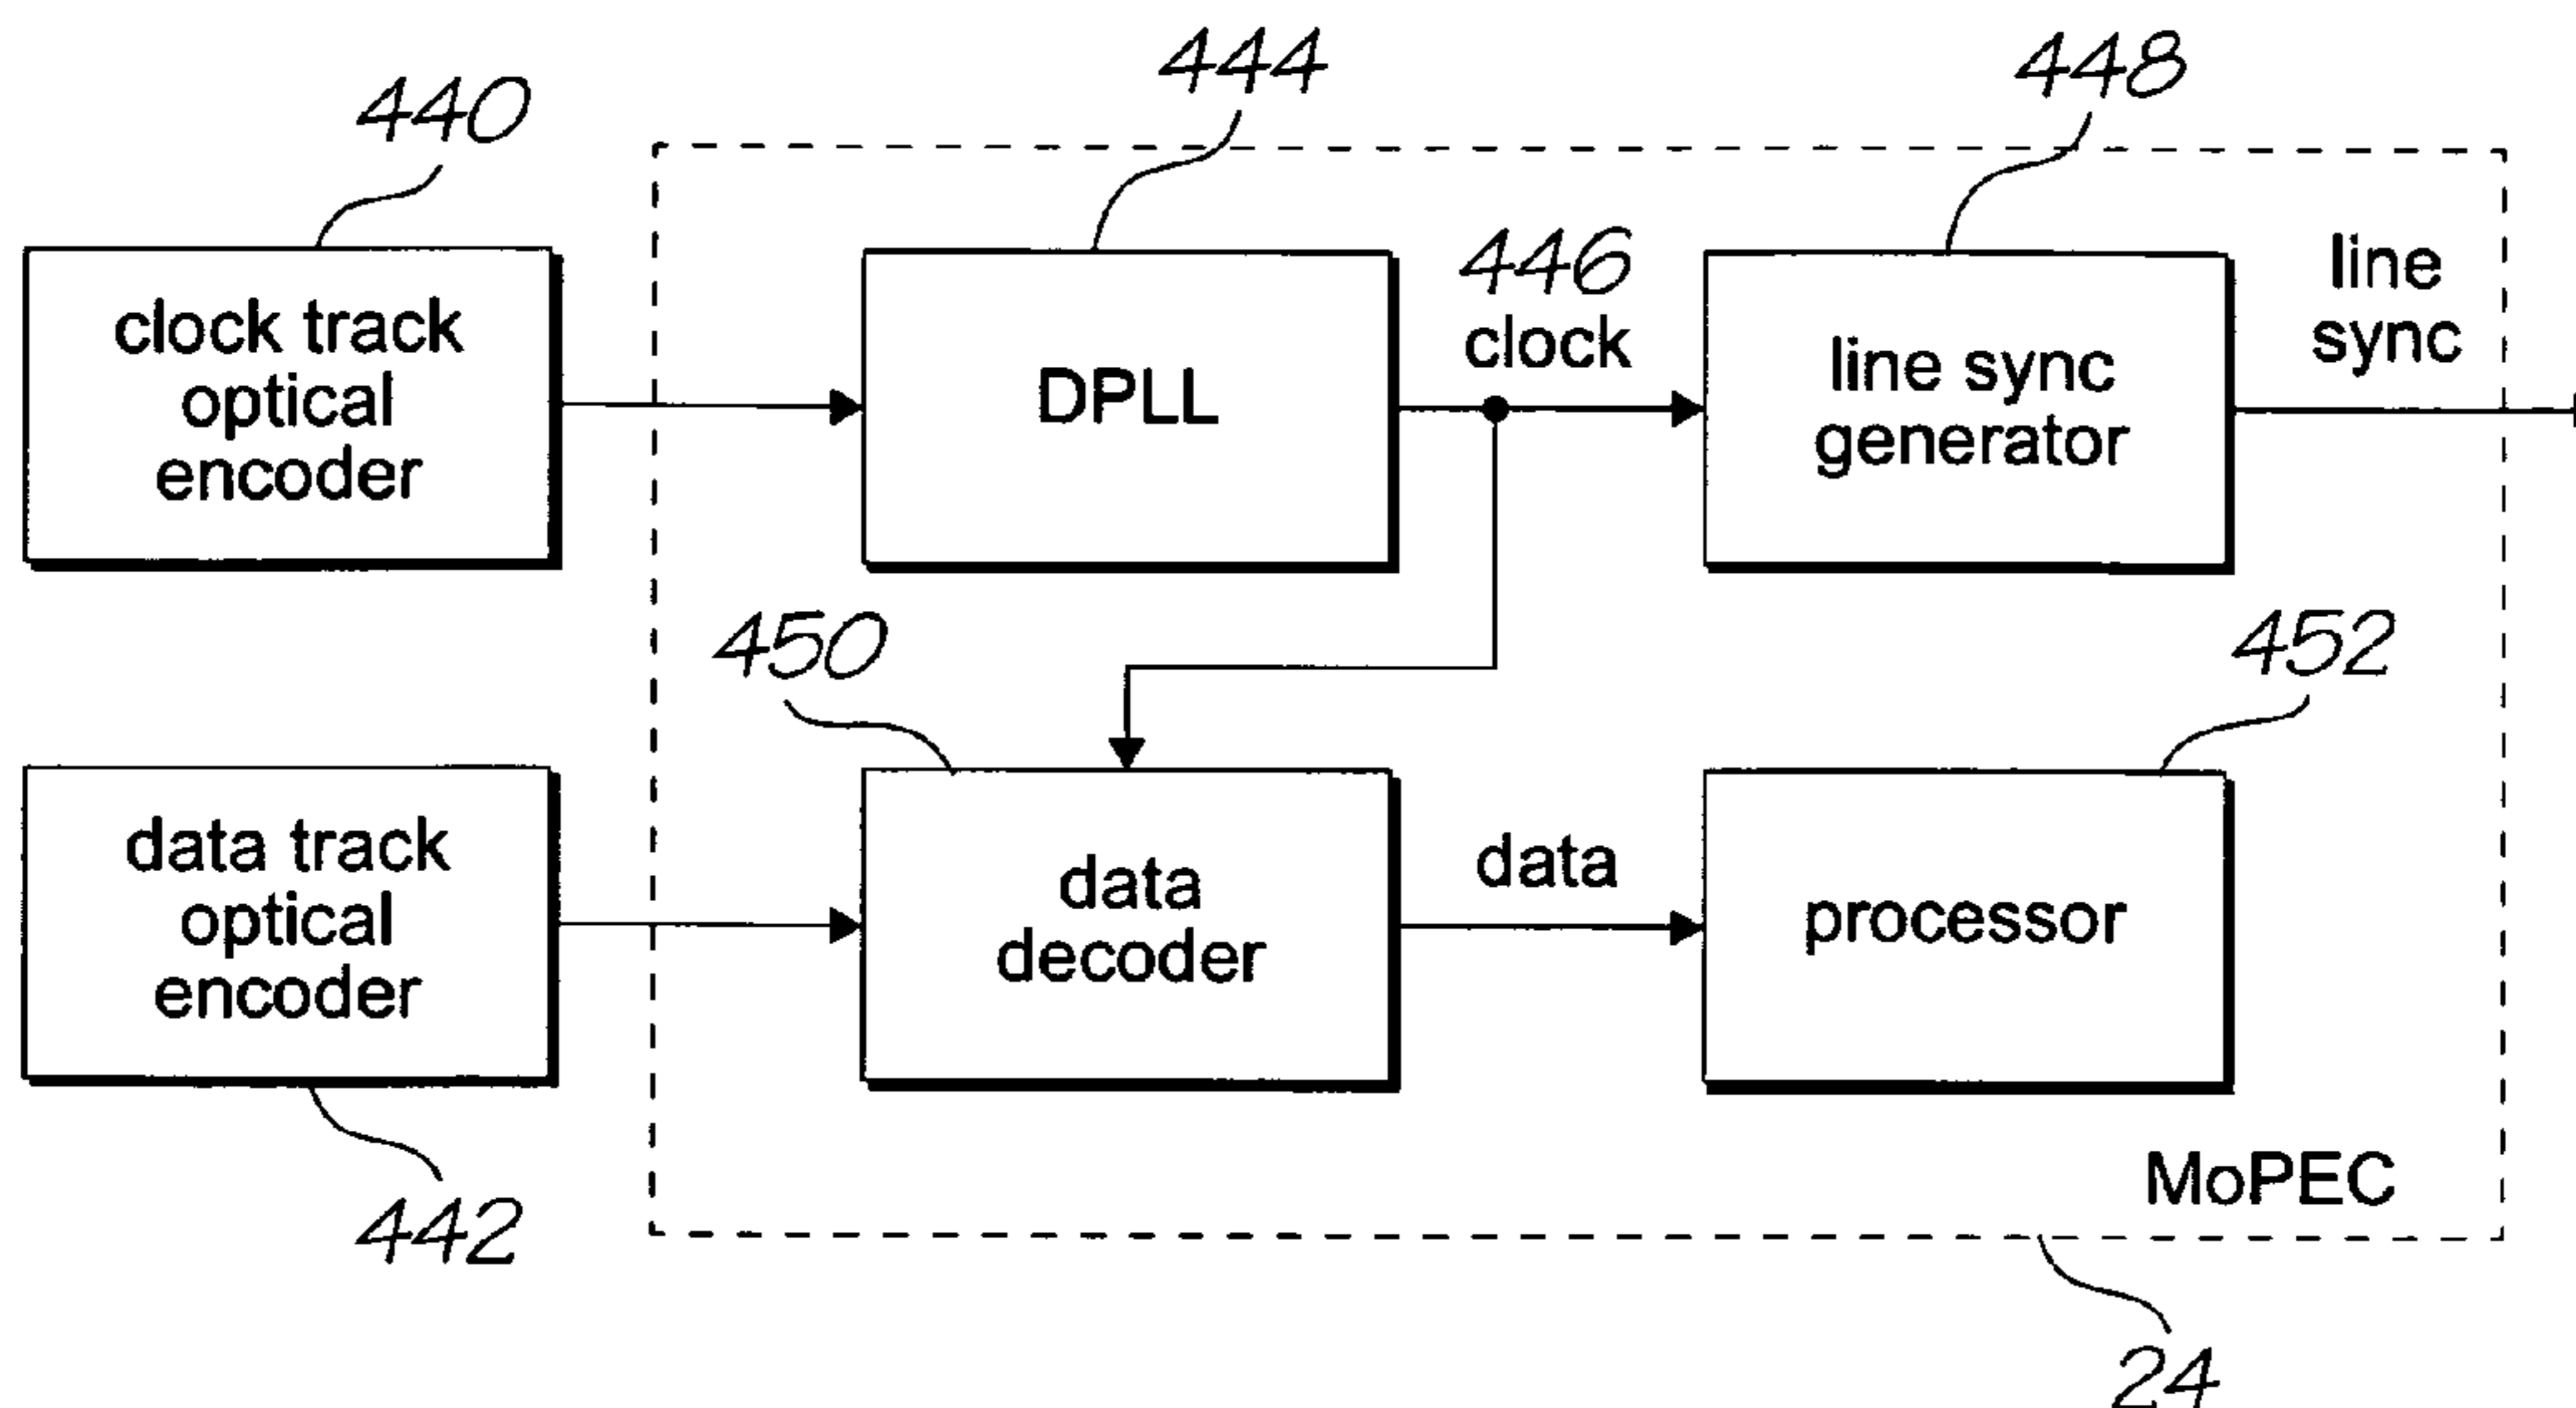 440
444
448
clock track
optical
encoder
DPLL
446
clock
line sync
generator
line
sync
450
452
data track
optical
encoder
data
decoder
data
processor
MoPEC
442
24